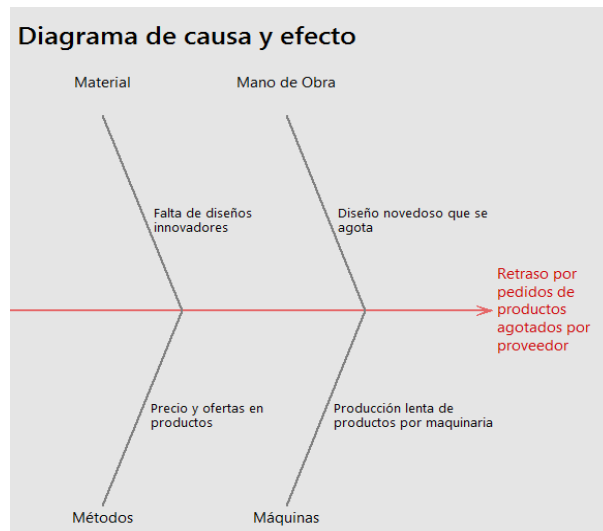 Diagrama de causa y efecto
Material
Mano de Obra
Falta de diseños
innovadores
Diseño novedoso que se
agota
Retraso por
pedidos de
productos
agotados por
proveedor
Precio y ofertas en
productos
Producción lenta de
productos por maquinaria
Métodos
Máquinas